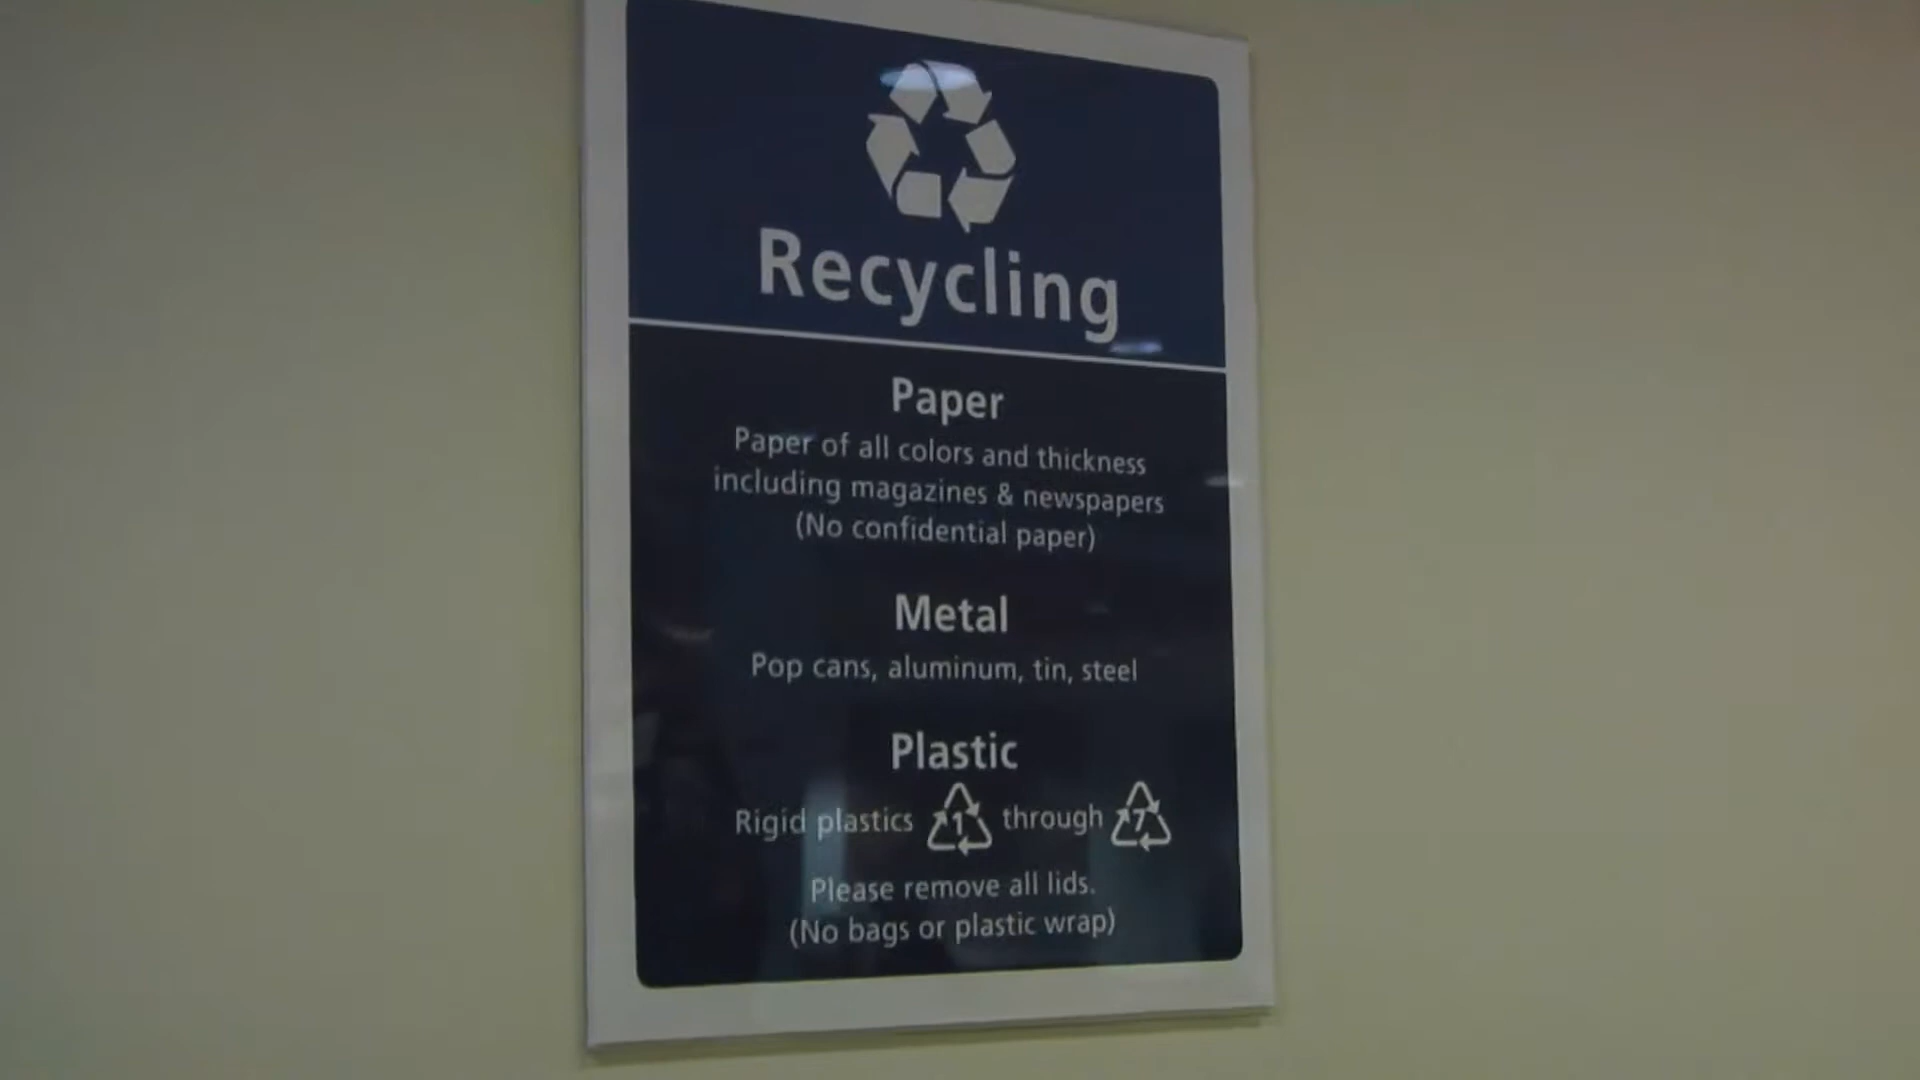 Recycling
Paper
Paper of all colors and thickness
including magazines & newspapers
(No confidential paper)
Metal
Pop cans, aluminum, tin, steel
Plastic
Rigid plastics 1 through 7
Please remove all lids.
(No bags or plastic wrap)